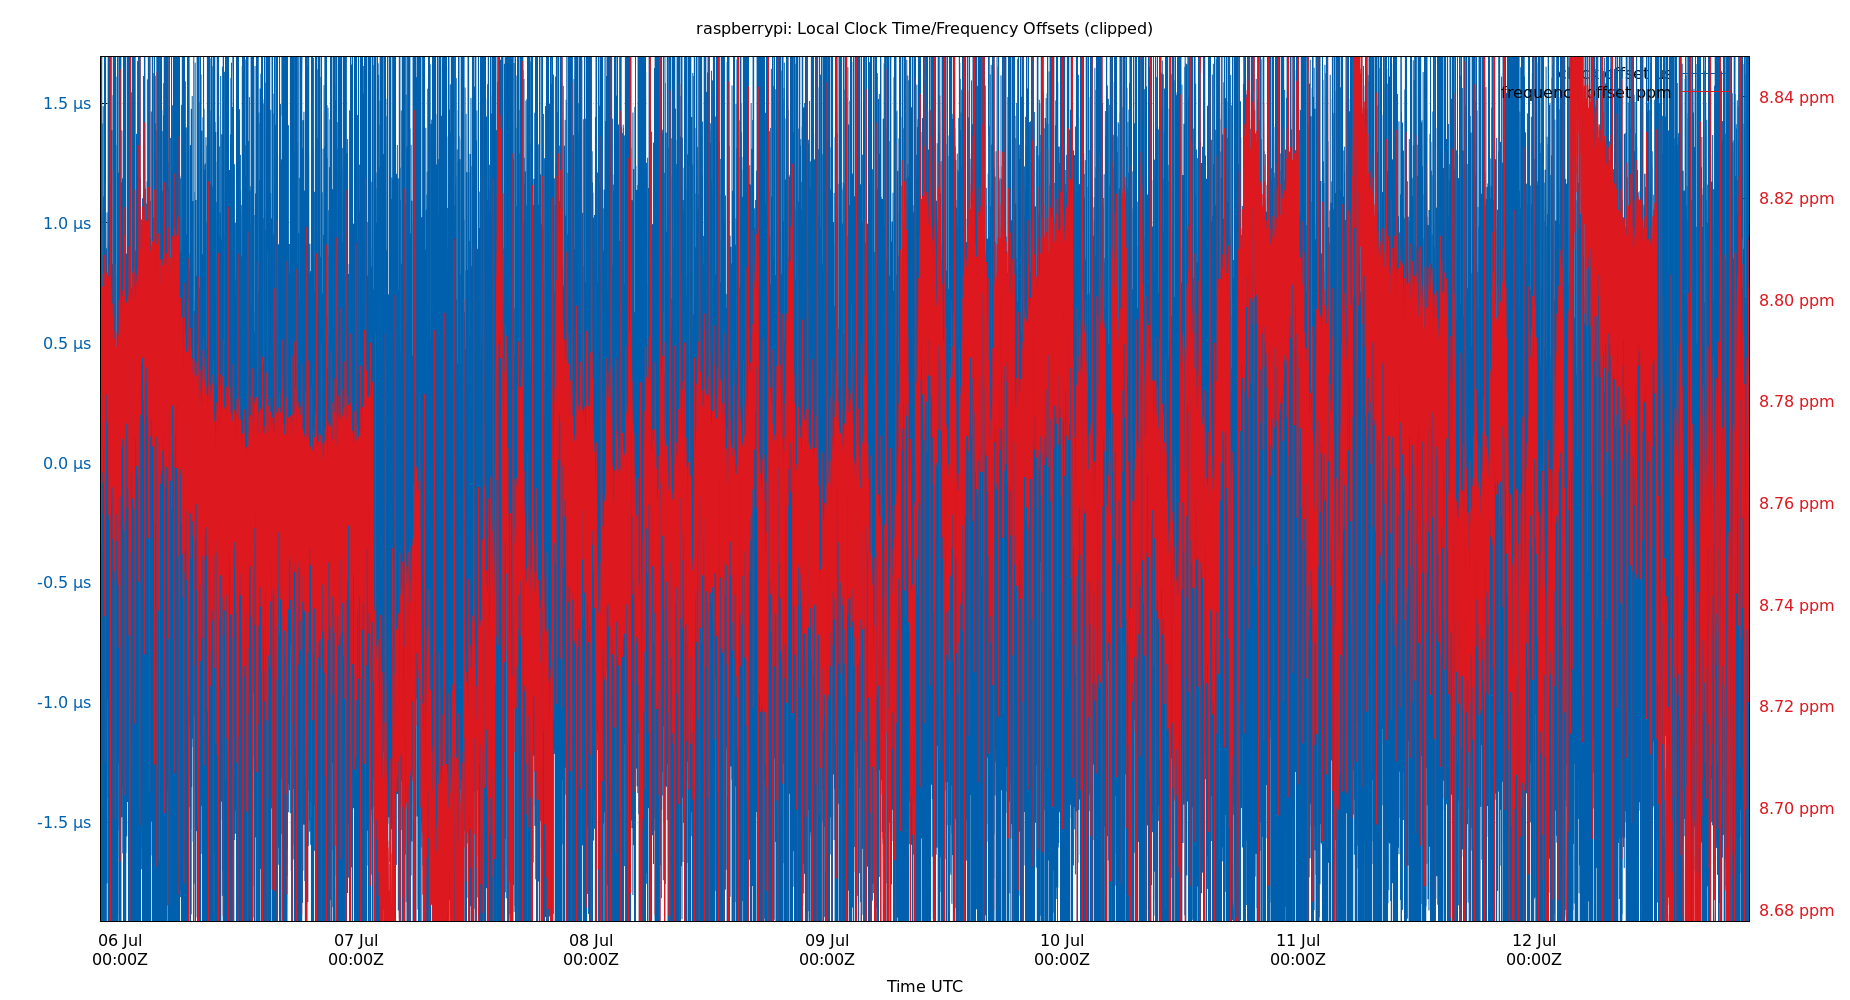 raspberrypi: Local Clock Time/Frequency Offsets (clipped)
frequency offset ppm
1.5 μs
1.0 μs
0.5 μs
0.0 μs
-0.5 μs
-1.0 μs
-1.5 μs
8.84 ppm
8.82 ppm
8.80 ppm
8.78 ppm
8.76 ppm
8.74 ppm
8.72 ppm
8.70 ppm
8.68 ppm
06 Jul 07 Jul 08 Jul 09 Jul 10 Jul 11 Jul 12 Jul
00:00Z 00:00Z 00:00Z 00:00Z 00:00Z 00:00Z 00:00Z
Time UTC